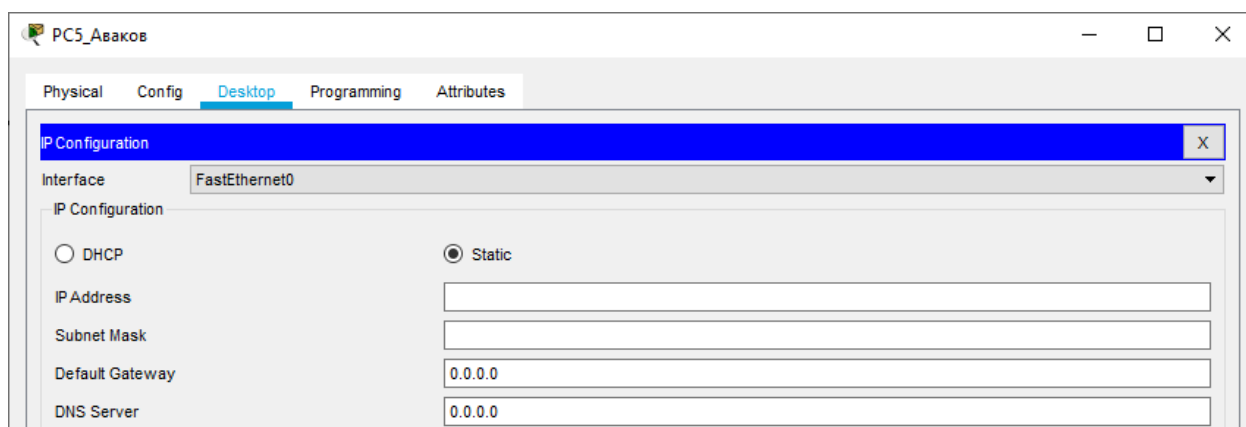 PC5_Аваков
Physical Config Desktop Programming Attributes
IP Configuration X
Interface FastEthernet0
IP Configuration
DHCP Static
IP Address
Subnet Mask
Default Gateway 0.0.0.0
DNS Server 0.0.0.0